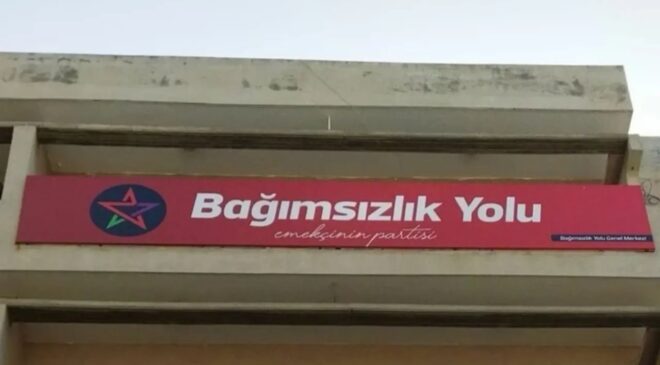 Bağımsızlık Yolu
emekçinin partisi
Bağımsızlık Yolu Genel Merkezi